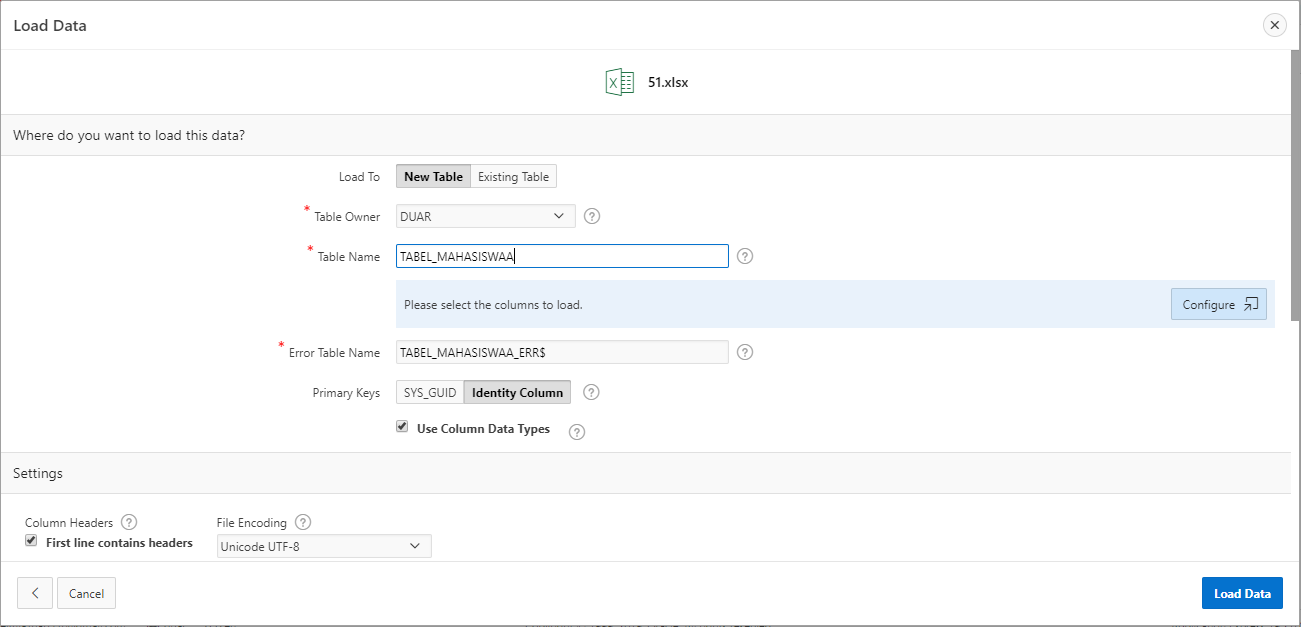 Load Data
51.xlsx
Where do you want to load this data?
Load To New Table Existing Table
* Table Owner DUAR ?
* Table Name TABEL_MAHASISWAA ?
Please select the columns to load. Configure
* Error Table Name TABEL_MAHASISWAA_ERR$ ?
Primary Keys SYS_GUID Identity Column ?
Use Column Data Types ?
Settings
Column Headers ? File Encoding ?
First line contains headers Unicode UTF-8
Cancel Load Data